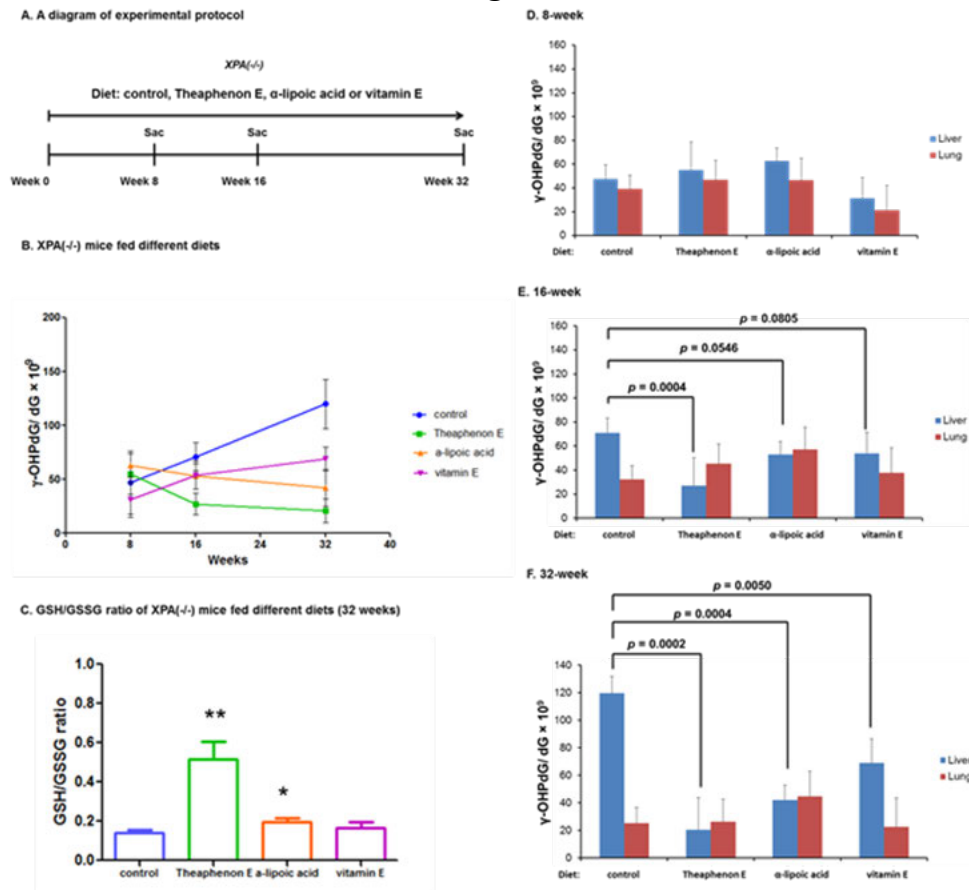 A. A diagram of experimental protocol
XPA(-/-)
Diet: control, Theaphenon E, α-lipoic acid or vitamin E
Sac Sac Sac
Week 0 Week 8 Week 16 Week 32
B. XPA(-/-) mice fed different diets
γ-OHPdG/ dG × 10⁹
200
150
100
50
0
0 8 16 24 32 40
Weeks
control
Theaphenon E
a-lipoic acid
vitamin E
C. GSH/GSSG ratio of XPA(-/-) mice fed different diets (32 weeks)
GSH/GSSG ratio
1.0
0.8
0.6
0.4
0.2
0.0
**
*
control Theaphenon E a-lipoic acid vitamin E
D. 8-week
γ-OHPdG/ dG × 10⁹
160
140
120
100
80
60
40
20
0
Liver
Lung
Diet: control Theaphenon E α-lipoic acid vitamin E
E. 16-week
p = 0.0805
p = 0.0546
p = 0.0004
γ-OHPdG/ dG × 10⁹
160
140
120
100
80
60
40
20
0
Liver
Lung
Diet: control Theaphenon E α-lipoic acid vitamin E
F. 32-week
p = 0.0050
p = 0.0004
p = 0.0002
γ-OHPdG/ dG × 10⁹
140
120
100
80
60
40
20
0
Liver
Lung
Diet: control Theaphenon E α-lipoic acid vitamin E